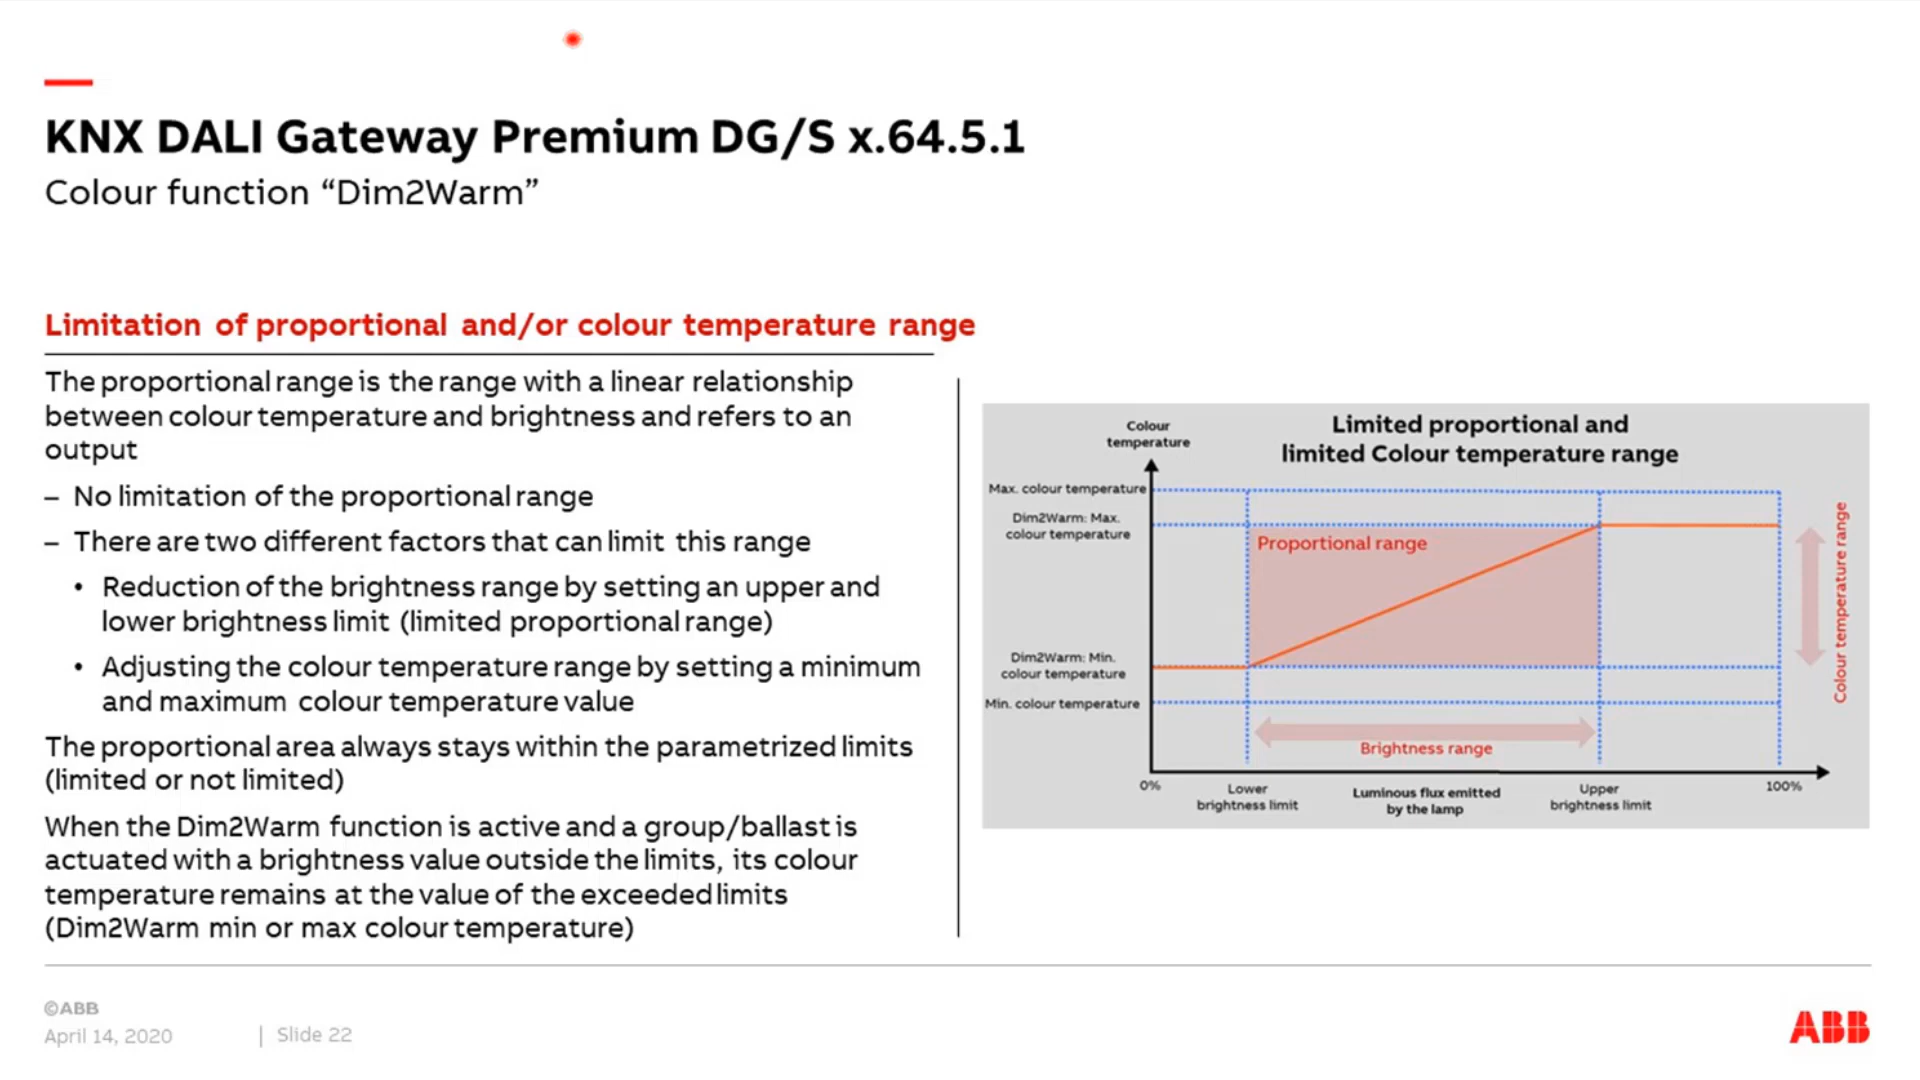 KNX DALI Gateway Premium DG/S x.64.5.1
Colour function “Dim2Warm”
Limitation of proportional and/or colour temperature range
The proportional range is the range with a linear relationship
between colour temperature and brightness and refers to an
output
– No limitation of the proportional range
– There are two different factors that can limit this range
• Reduction of the brightness range by setting an upper and
lower brightness limit (limited proportional range)
• Adjusting the colour temperature range by setting a minimum
and maximum colour temperature value
The proportional area always stays within the parametrized limits
(limited or not limited)
When the Dim2Warm function is active and a group/ballast is
actuated with a brightness value outside the limits, its colour
temperature remains at the value of the exceeded limits
(Dim2Warm min or max colour temperature)
Limited proportional and
limited Colour temperature range
Colour
temperature
Max. colour temperature
Dim2Warm: Max.
colour temperature
Proportional range
Dim2Warm: Min.
colour temperature
Min. colour temperature
Colour temperature range
Brightness range
0%
Lower
brightness limit
Luminous flux emitted
by the lamp
Upper
brightness limit
100%
©ABB
April 14, 2020
| Slide 22
ABB